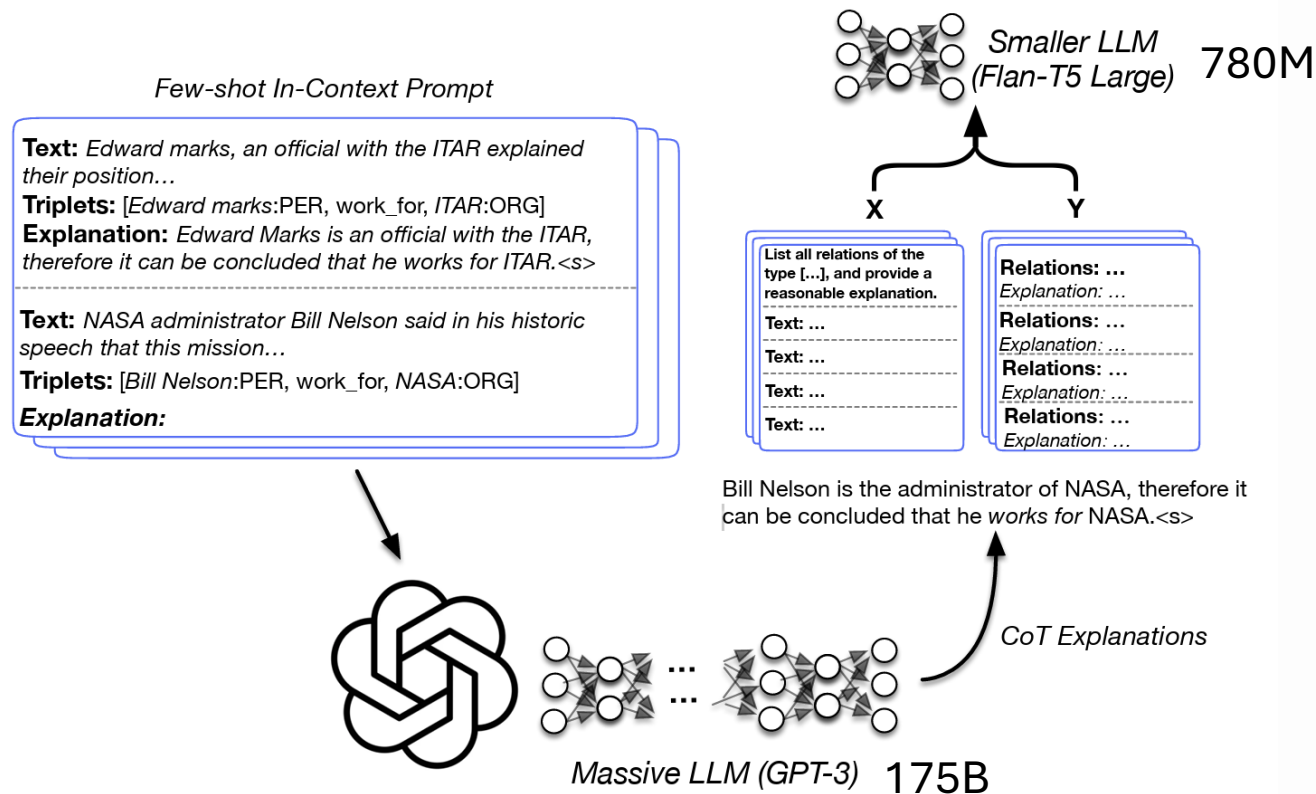 Few-shot In-Context Prompt
Text: Edward marks, an official with the ITAR explained
their position…
Triplets: [Edward marks:PER, work_for, ITAR:ORG]
Explanation: Edward Marks is an official with the ITAR,
therefore it can be concluded that he works for ITAR.<s>
Text: NASA administrator Bill Nelson said in his historic
speech that this mission…
Triplets: [Bill Nelson:PER, work_for, NASA:ORG]
Explanation:
Smaller LLM
(Flan-T5 Large)
780M
X
Y
List all relations of the
type [...], and provide a
reasonable explanation.
Text: ...
Text: ...
Text: ...
Text: ...
Relations: ...
Explanation: ...
Relations: ...
Explanation: ...
Relations: ...
Explanation: ...
Relations: ...
Explanation: ...
Bill Nelson is the administrator of NASA, therefore it
can be concluded that he works for NASA.<s>
CoT Explanations
...
...
Massive LLM (GPT-3)
175B